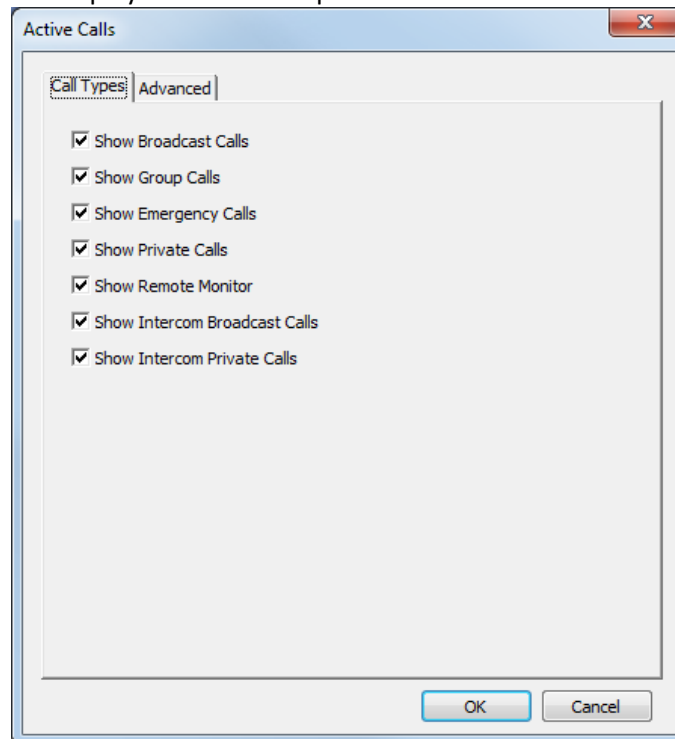 Active Calls
Call Types Advanced
Show Broadcast Calls
Show Group Calls
Show Emergency Calls
Show Private Calls
Show Remote Monitor
Show Intercom Broadcast Calls
Show Intercom Private Calls
OK Cancel